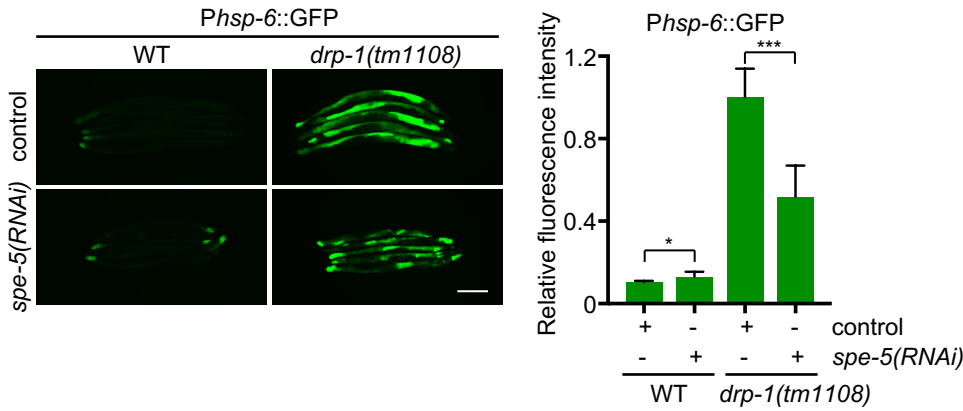 Phsp-6::GFP
WT drp-1(tm1108)
control
spe-5(RNAi)
Phsp-6::GFP
Relative fluorescence intensity
1.2
0.8
0.4
0
*
***
+ - + - control
- + - + spe-5(RNAi)
WT drp-1(tm1108)